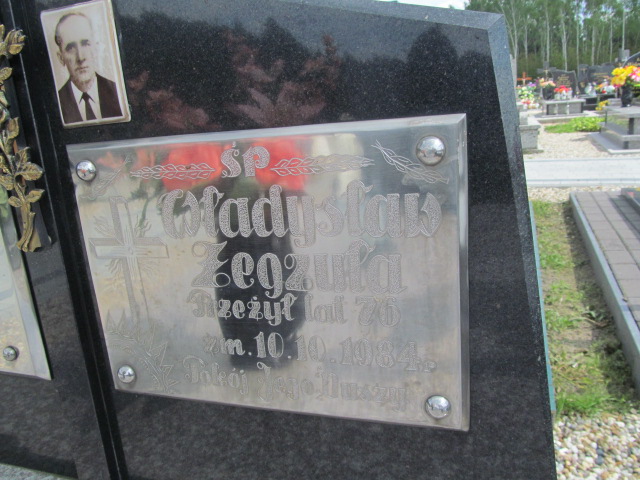 ŚP
Władysław
Zegzuła
Przeżył lat 76
zm. 10.10.1984 r.
Pokój Jego Duszy